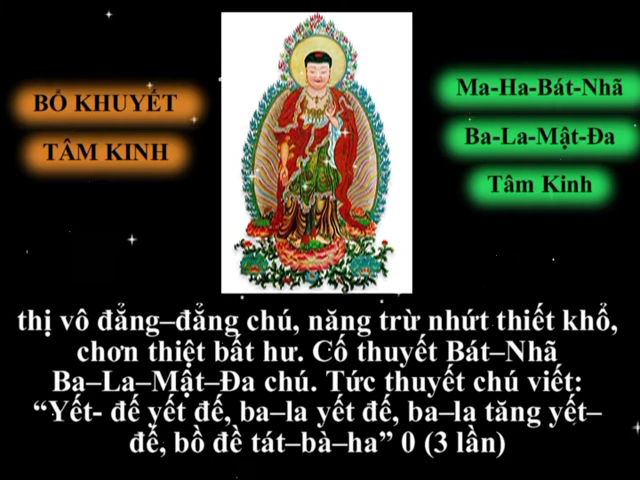 BỔ KHUYẾT
TÂM KINH
Ma-Ha-Bát-Nhã
Ba-La-Mật-Đa
Tâm Kinh
thị vô đẳng–đẳng chú, năng trừ nhứt thiết khổ,
chơn thiệt bất hư. Cố thuyết Bát–Nhã
Ba–La–Mật–Đa chú. Tức thuyết chú viết:
“Yết- đế yết đế, ba–la yết đế, ba–la tăng yết–
đế, bồ đề tát–bà–ha” 0 (3 lần)